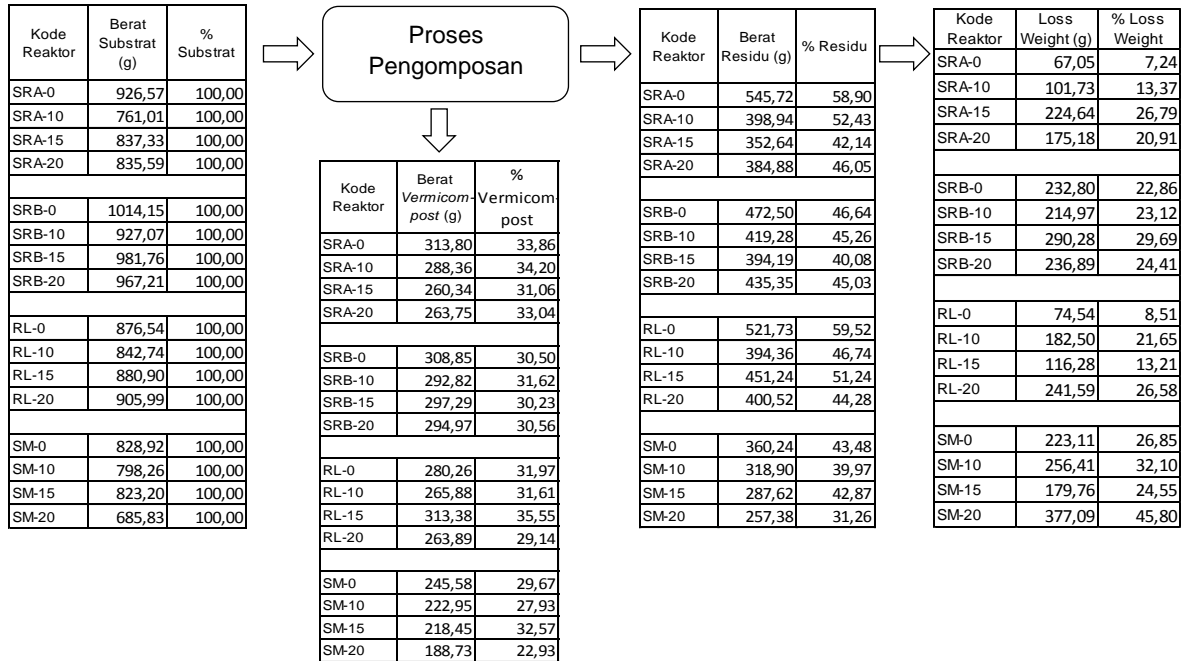 Kode Reaktor Berat Substrat (g) % Substrat
SRA-0 926,57 100,00
SRA-10 761,01 100,00
SRA-15 837,33 100,00
SRA-20 835,59 100,00
SRB-0 1014,15 100,00
SRB-10 927,07 100,00
SRB-15 981,76 100,00
SRB-20 967,21 100,00
RL-0 876,54 100,00
RL-10 842,74 100,00
RL-15 880,90 100,00
RL-20 905,99 100,00
SM-0 828,92 100,00
SM-10 798,26 100,00
SM-15 823,20 100,00
SM-20 685,83 100,00
Proses
Pengomposan
Kode Reaktor Berat Vermicom-post (g) % Vermicom-post
SRA-0 313,80 33,86
SRA-10 288,36 34,20
SRA-15 260,34 31,06
SRA-20 263,75 33,04
SRB-0 308,85 30,50
SRB-10 292,82 31,62
SRB-15 297,29 30,23
SRB-20 294,97 30,56
RL-0 280,26 31,97
RL-10 265,88 31,61
RL-15 313,38 35,55
RL-20 263,89 29,14
SM-0 245,58 29,67
SM-10 222,95 27,93
SM-15 218,45 32,57
SM-20 188,73 22,93
Kode Reaktor Berat Residu (g) % Residu
SRA-0 545,72 58,90
SRA-10 398,94 52,43
SRA-15 352,64 42,14
SRA-20 384,88 46,05
SRB-0 472,50 46,64
SRB-10 419,28 45,26
SRB-15 394,19 40,08
SRB-20 435,35 45,03
RL-0 521,73 59,52
RL-10 394,36 46,74
RL-15 451,24 51,24
RL-20 400,52 44,28
SM-0 360,24 43,48
SM-10 318,90 39,97
SM-15 287,62 42,87
SM-20 257,38 31,26
Kode Reaktor Loss Weight (g) % Loss Weight
SRA-0 67,05 7,24
SRA-10 101,73 13,37
SRA-15 224,64 26,79
SRA-20 175,18 20,91
SRB-0 232,80 22,86
SRB-10 214,97 23,12
SRB-15 290,28 29,69
SRB-20 236,89 24,41
RL-0 74,54 8,51
RL-10 182,50 21,65
RL-15 116,28 13,21
RL-20 241,59 26,58
SM-0 223,11 26,85
SM-10 256,41 32,10
SM-15 179,76 24,55
SM-20 377,09 45,80